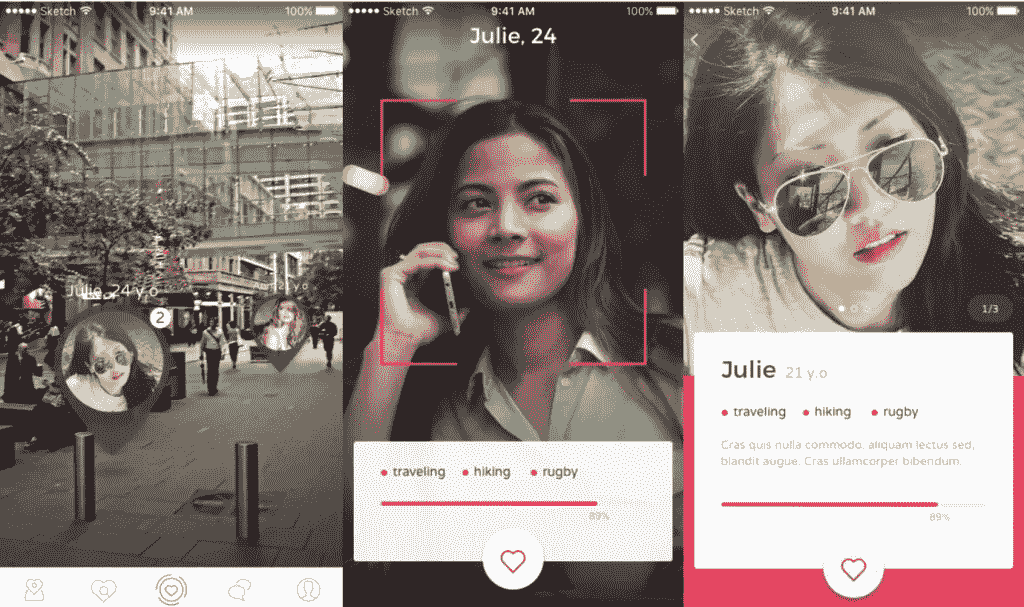 Sketch 9:41 AM 100%
Julie, 24 y.o
2
21 y.o
Sketch 9:41 AM 100%
Julie, 24
traveling hiking rugby
89%
Sketch 9:41 AM 100%
1/3
Julie 21 y.o
traveling hiking rugby
Cras quis nulla commodo, aliquam lectus sed,
blandit augue. Cras ullamcorper bibendum.
89%